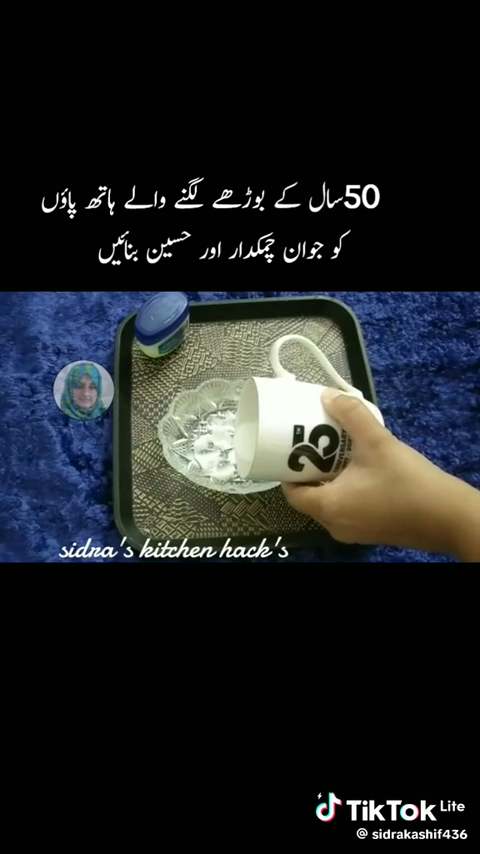 50سال کے بوڑھے لگنے والے ہاتھ پاؤں
کو جوان چمکدار اور حسین بنائیں
25TH
sidra's kitchen hack's
TikTok Lite
@ sidrakashif436